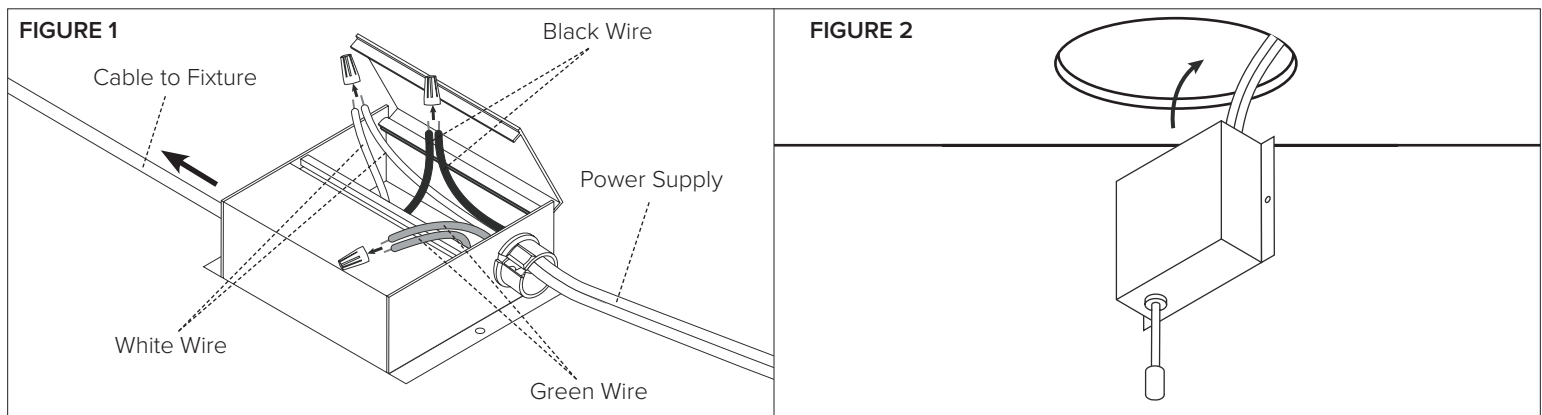 FIGURE 1
Black Wire
Cable to Fixture
Power Supply
White Wire
Green Wire
FIGURE 2